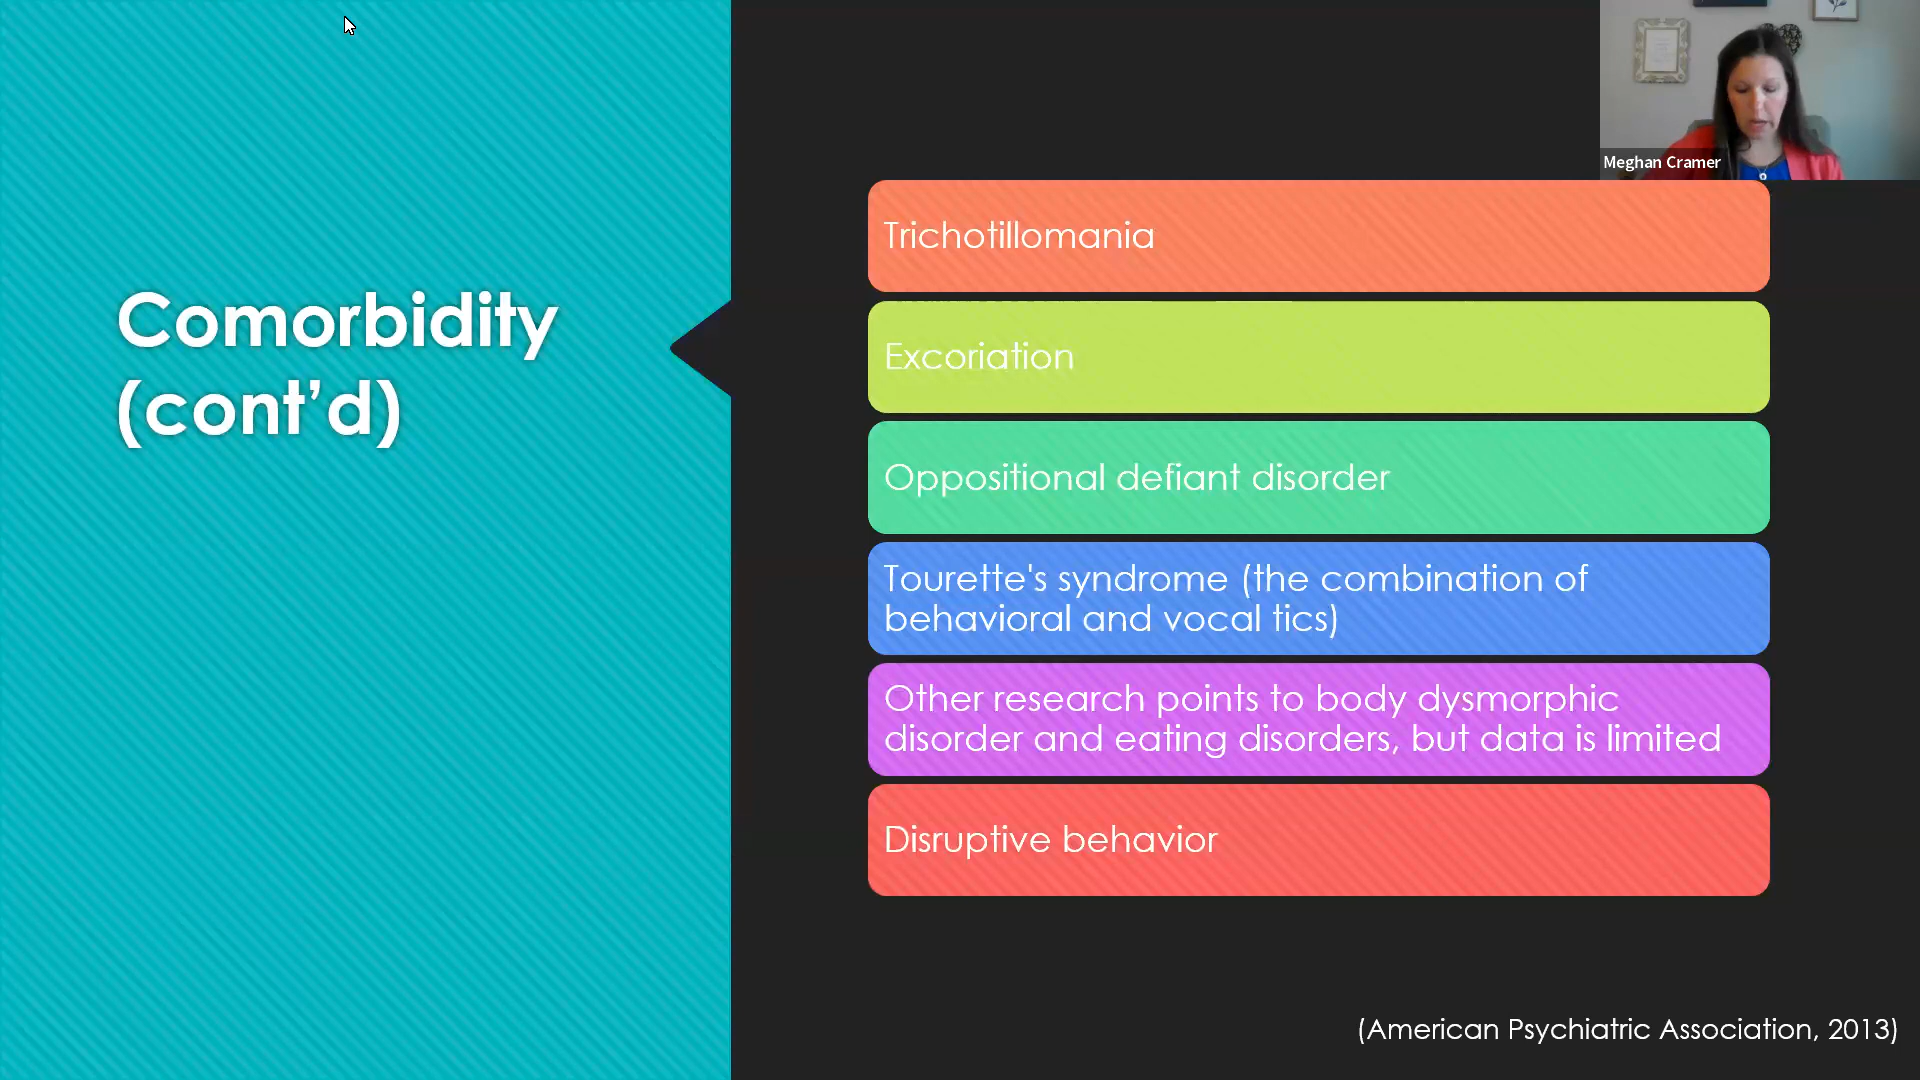 Meghan Cramer
Comorbidity
(cont’d)
Trichotillomania
Excoriation
Oppositional defiant disorder
Tourette's syndrome (the combination of
behavioral and vocal tics)
Other research points to body dysmorphic
disorder and eating disorders, but data is limited
Disruptive behavior
(American Psychiatric Association, 2013)